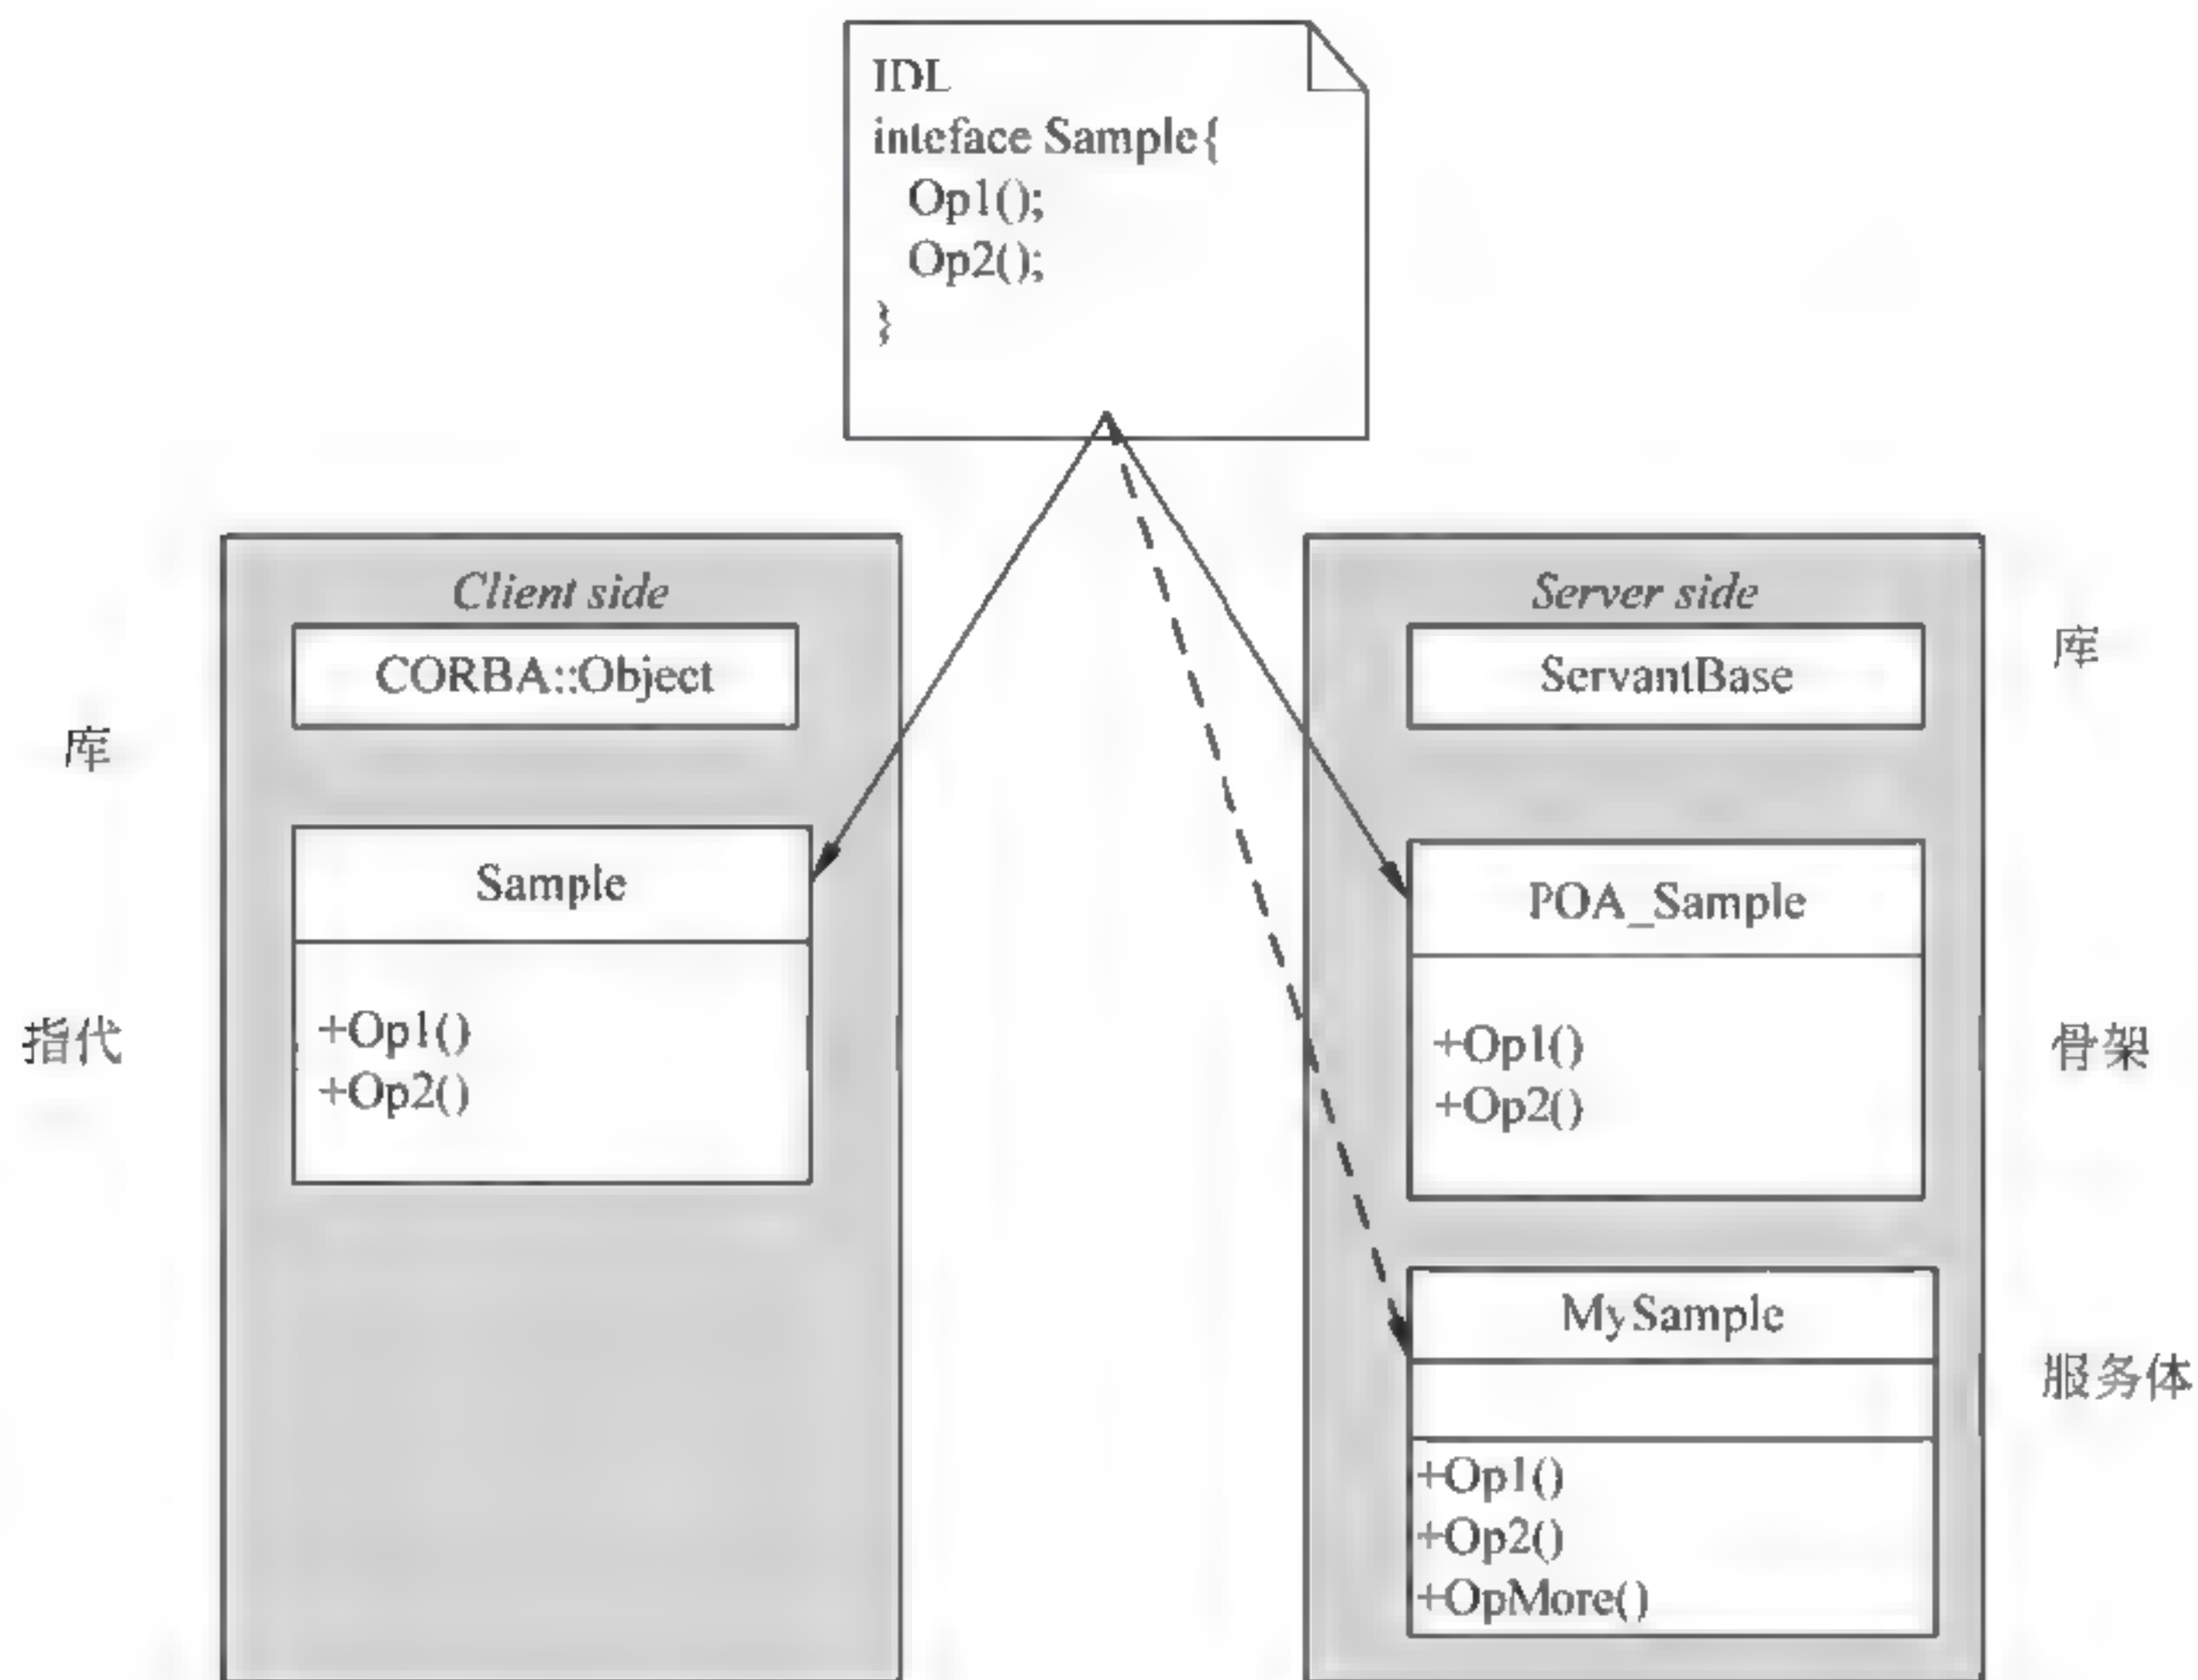 IDL
inteface Sample{
Op1();
Op2();
}
Client side
CORBA::Object
库
Sample
指代
+Op1()
+Op2()
Server side
ServantBase
库
POA_Sample
+Op1()
+Op2()
骨架
MySample
服务体
+Op1()
+Op2()
+OpMore()